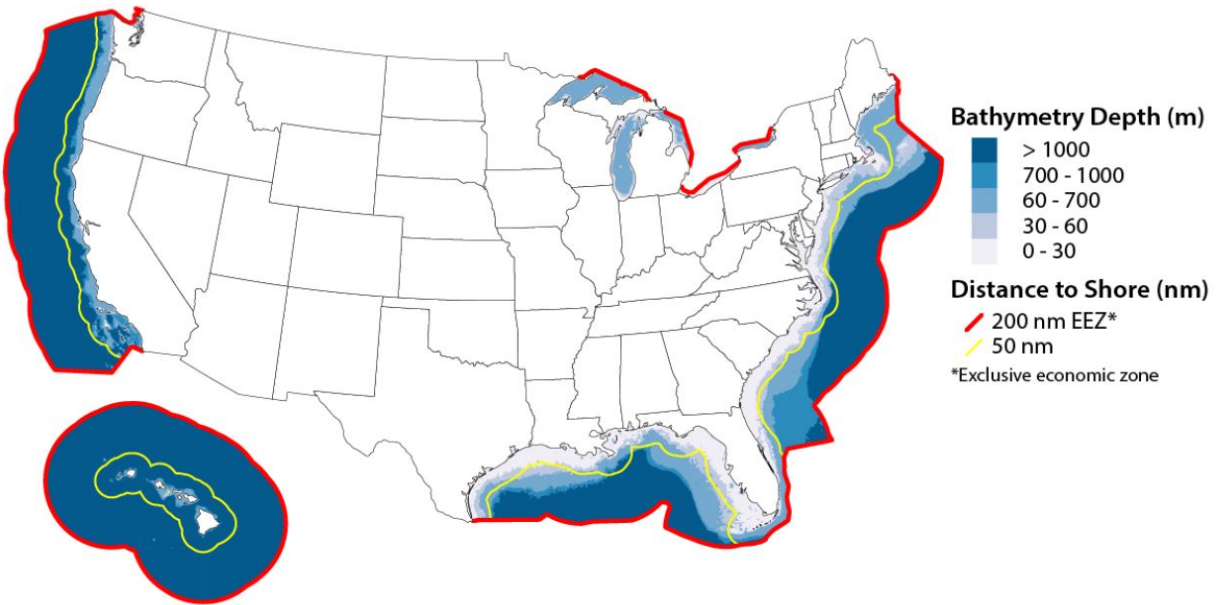 Bathymetry Depth (m)
> 1000
700 - 1000
60 - 700
30 - 60
0 - 30
Distance to Shore (nm)
200 nm EEZ*
50 nm
*Exclusive economic zone